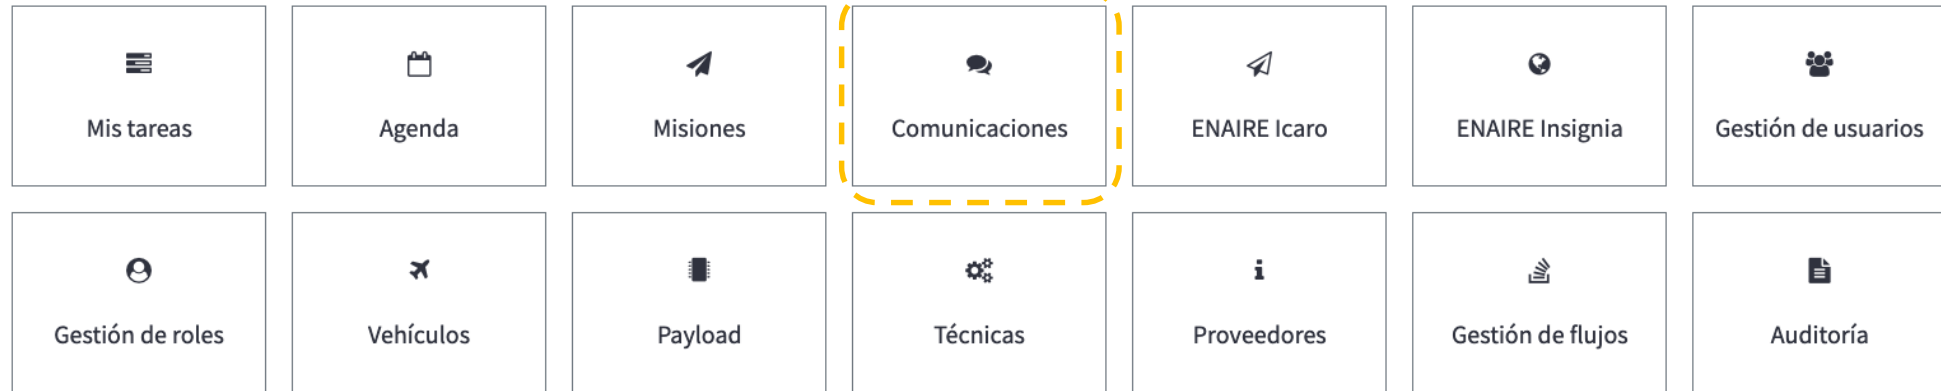 Mis tareas
Agenda
Misiones
Comunicaciones
ENAIRE Icaro
ENAIRE Insignia
Gestión de usuarios
Gestión de roles
Vehículos
Payload
Técnicas
Proveedores
Gestión de flujos
Auditoría